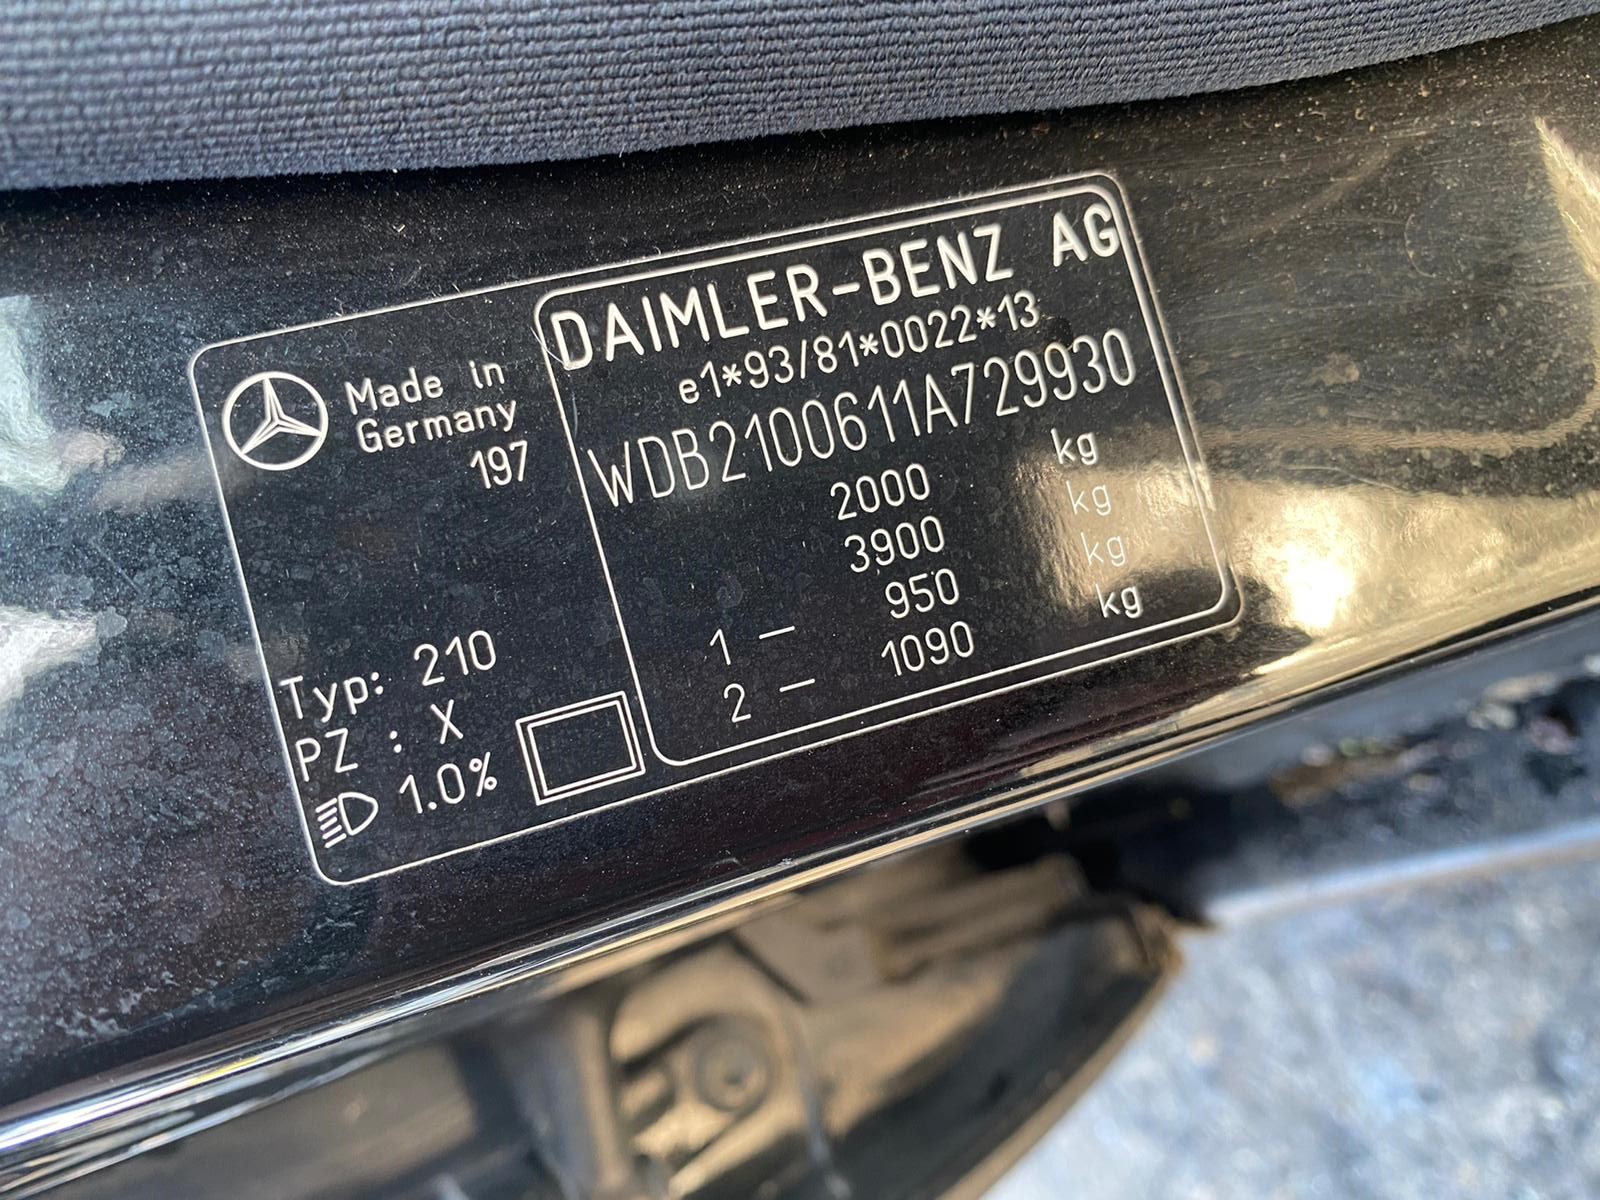 Made in
Germany
197
Typ: 210
PZ : X
1.0%
DAIMLER-BENZ AG
e1*93/81*0022*13
WDB2100611A729930
2000 kg
3900 kg
1 - 950 kg
2 - 1090 kg